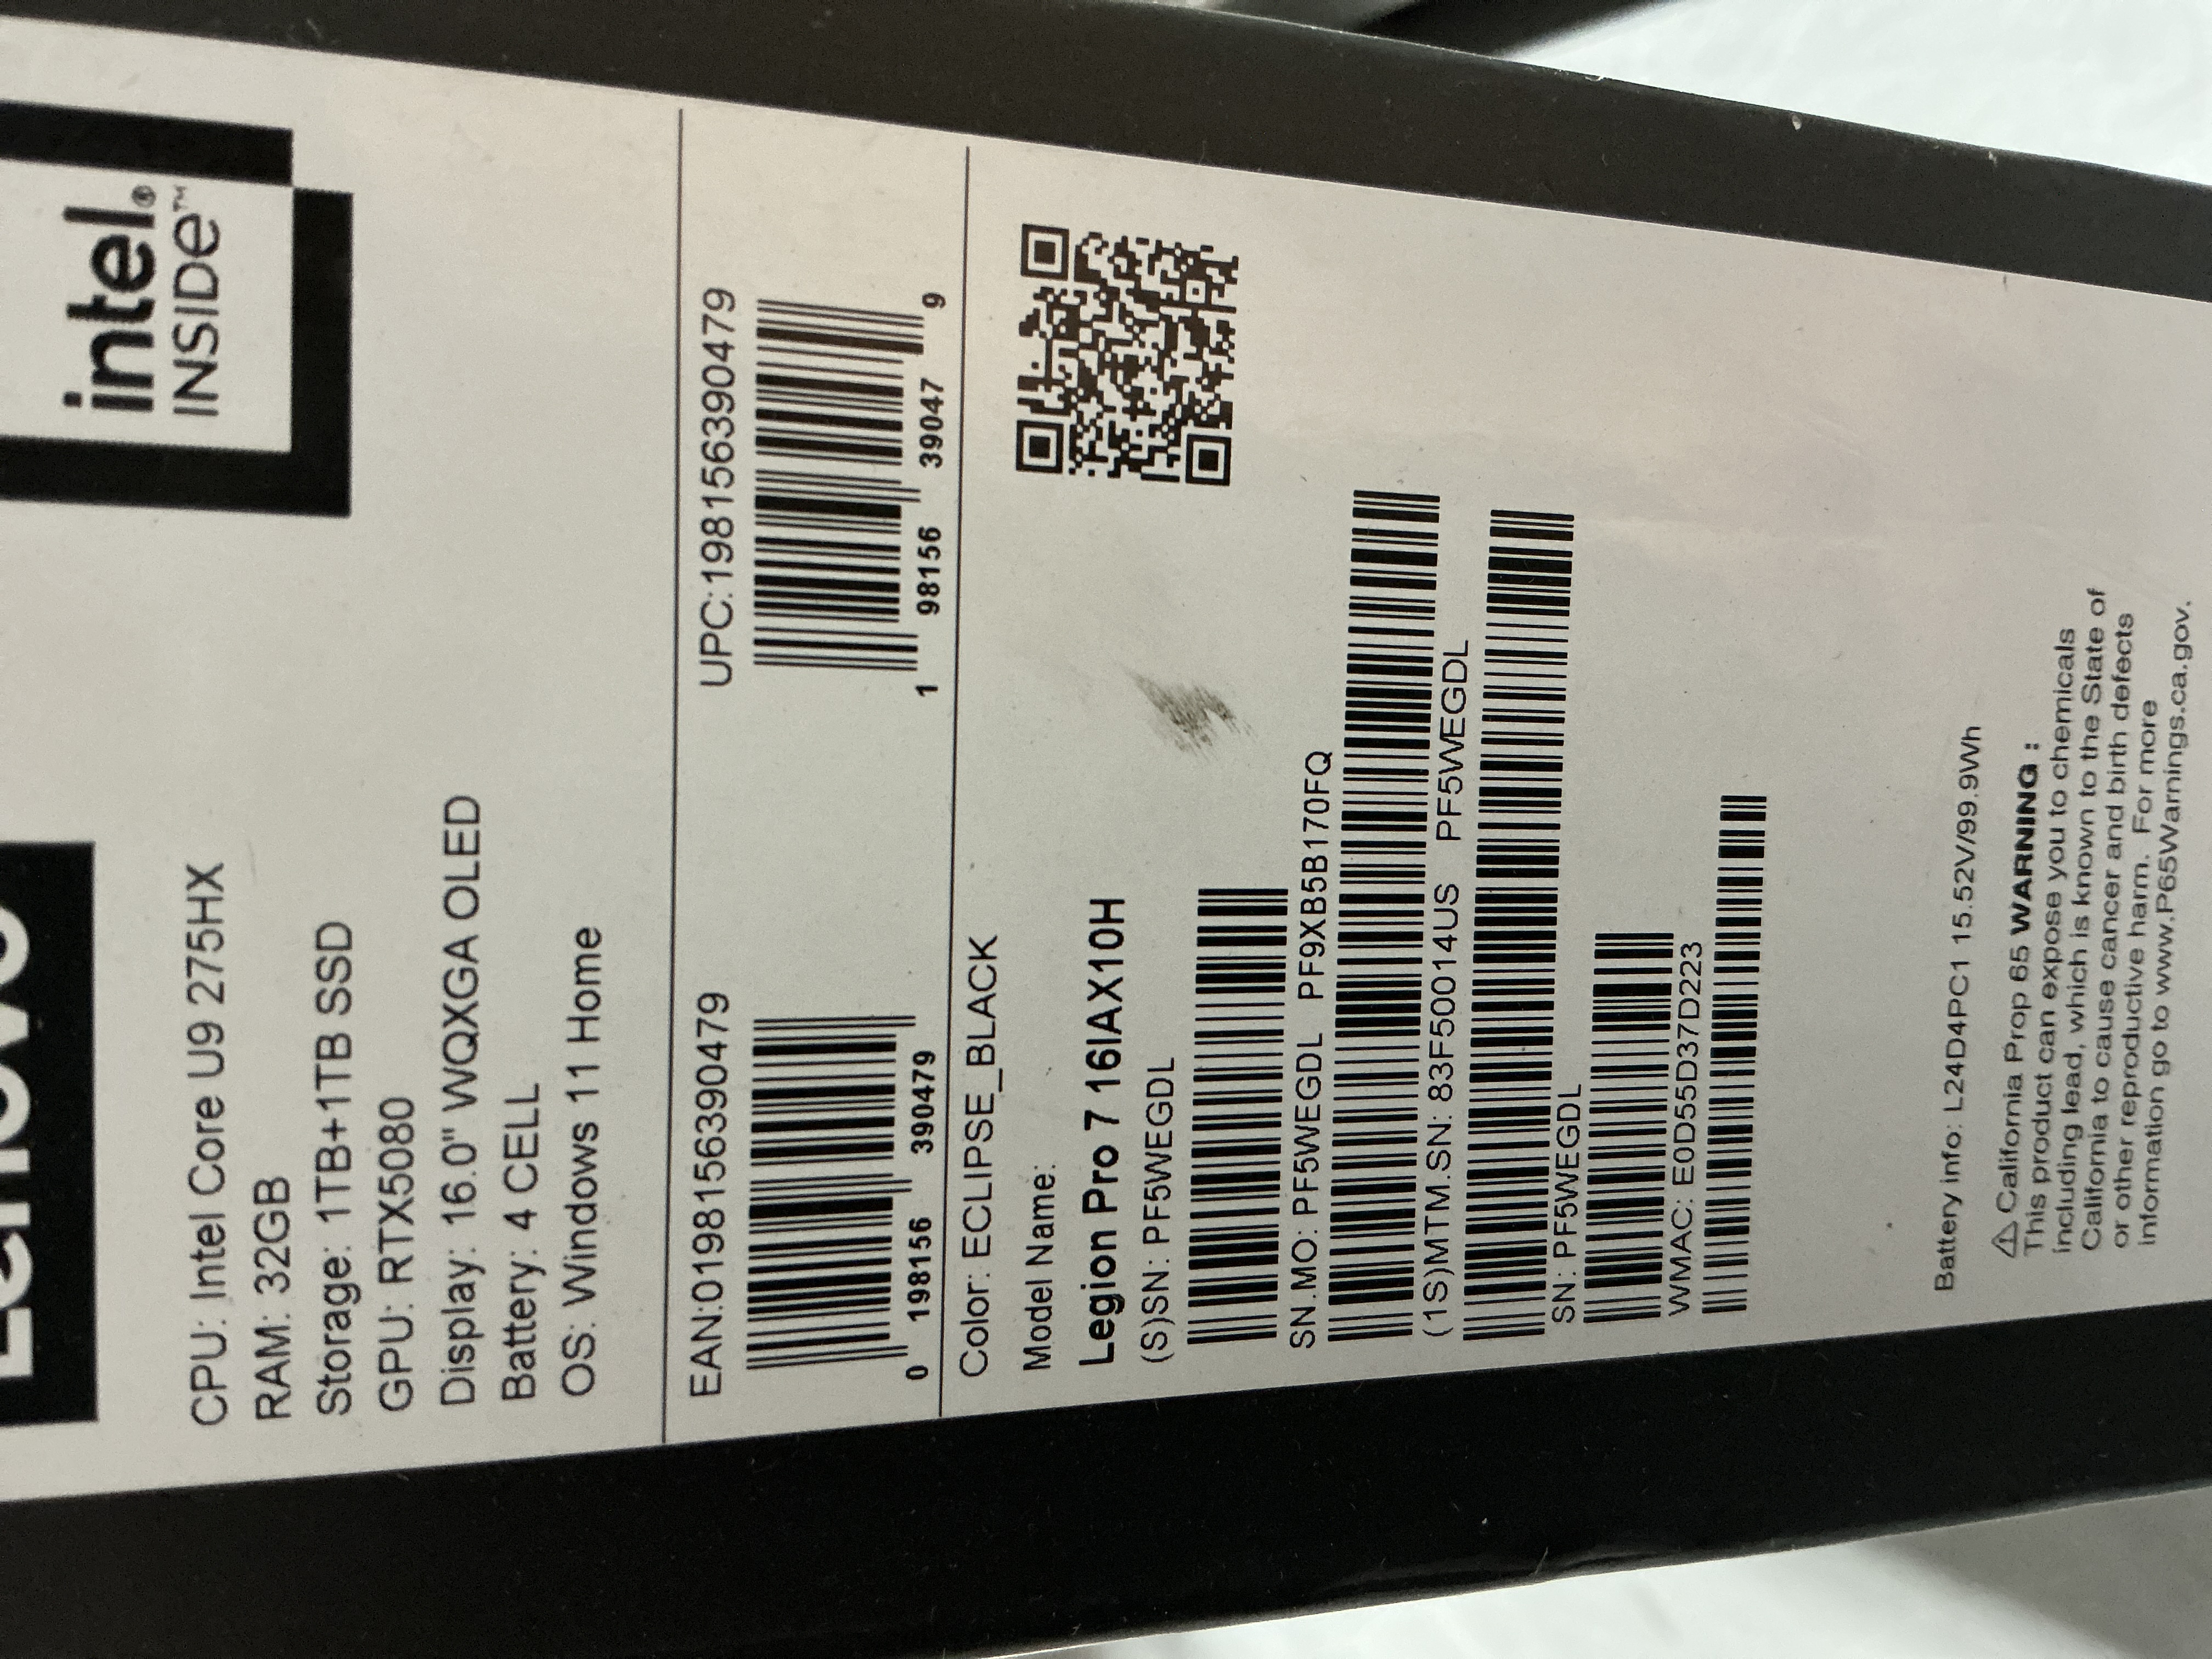 Lenovo
intel®
INSIDE™
CPU: Intel Core U9 275HX
RAM: 32GB
Storage: 1TB+1TB SSD
GPU: RTX5080
Display: 16.0" WQXGA OLED
Battery: 4 CELL
OS: Windows 11 Home
EAN:0198156390479
0 198156 390479
UPC:198156390479
1 98156 39047 9
Color: ECLIPSE_BLACK
Model Name:
Legion Pro 7 16IAX10H
(S)SN: PF5WEGDL
SN.MO: PF5WEGDL PF9XB5B170FQ
(1S)MTM.SN: 83F50014US PF5WEGDL
SN: PF5WEGDL
WMAC: E0D55D37D223
Battery info: L24D4PC1 15.52V/99.9Wh
⚠ California Prop 65 WARNING :
This product can expose you to chemicals
including lead, which is known to the State of
California to cause cancer and birth defects
or other reproductive harm. For more
information go to www.P65Warnings.ca.gov.